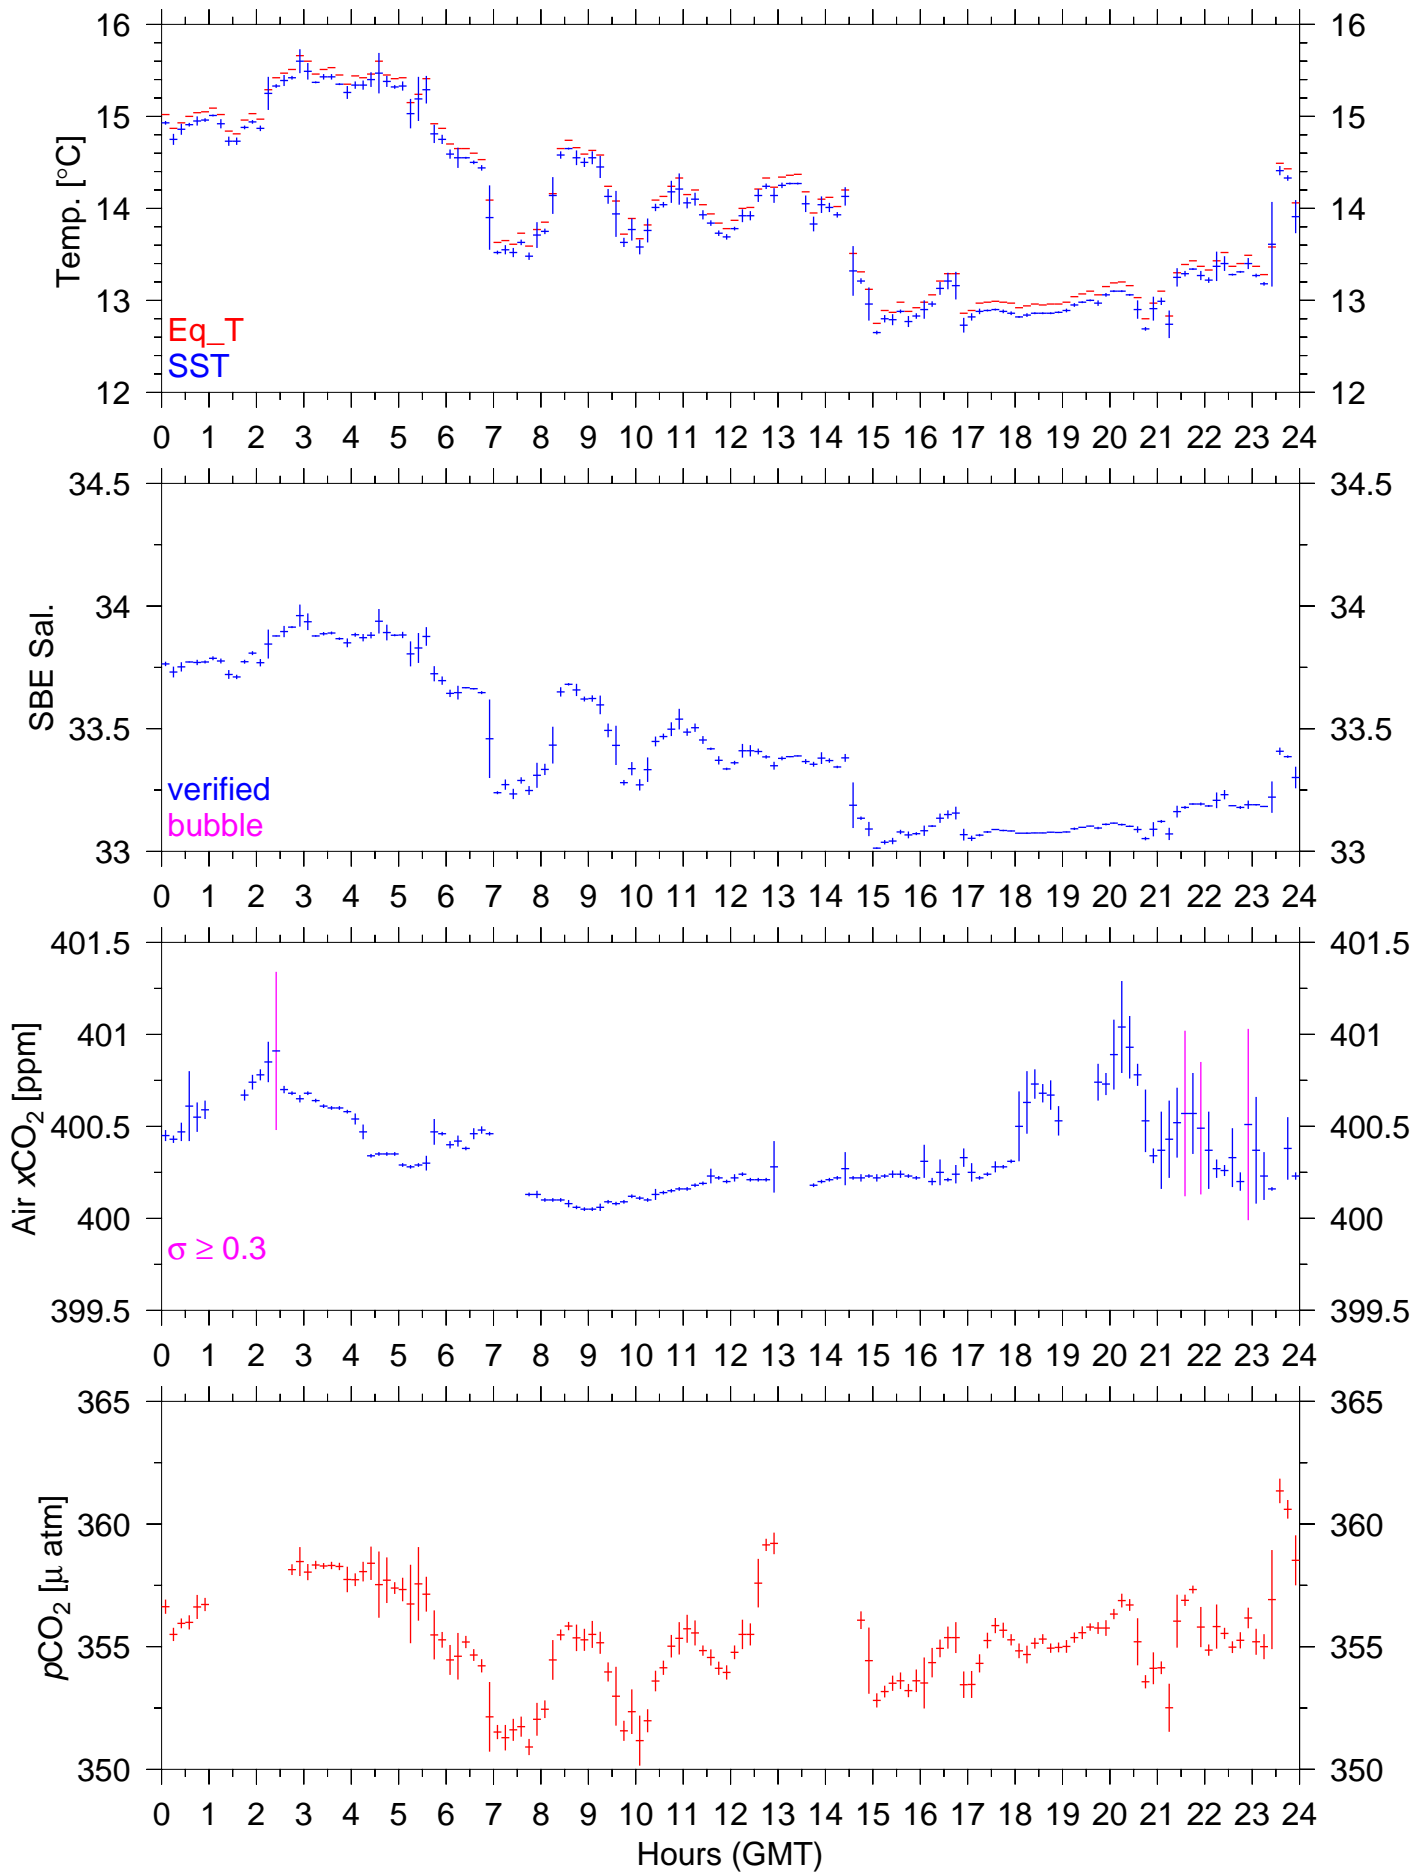 16 16
15 15
14 14
13 13
12 12
Temp. [°C]
Eq_T
SST
0 1 2 3 4 5 6 7 8 9 10 11 12 13 14 15 16 17 18 19 20 21 22 23 24
34.5 34.5
34 34
33.5 33.5
33 33
SBE Sal.
verified
bubble
0 1 2 3 4 5 6 7 8 9 10 11 12 13 14 15 16 17 18 19 20 21 22 23 24
401.5 401.5
401 401
400.5 400.5
400 400
399.5 399.5
Air xCO₂ [ppm]
σ ≥ 0.3
0 1 2 3 4 5 6 7 8 9 10 11 12 13 14 15 16 17 18 19 20 21 22 23 24
365 365
360 360
355 355
350 350
pCO₂ [μ atm]
0 1 2 3 4 5 6 7 8 9 10 11 12 13 14 15 16 17 18 19 20 21 22 23 24
Hours (GMT)